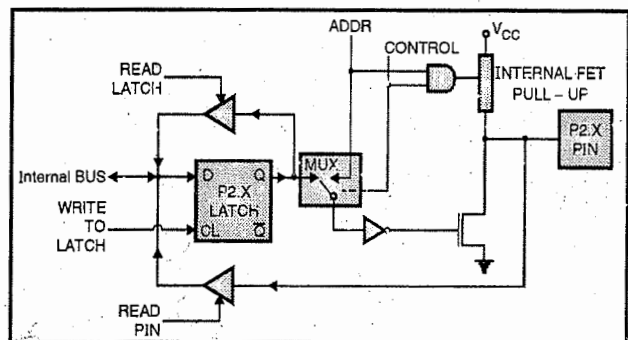 ADDR
VCC
CONTROL
READ
LATCH
INTERNAL FET
PULL – UP
P2.X
PIN
MUX
Internal BUS
D
Q
P2.X
LATCH
WRITE
TO
LATCH
CL
Q̅
READ
PIN